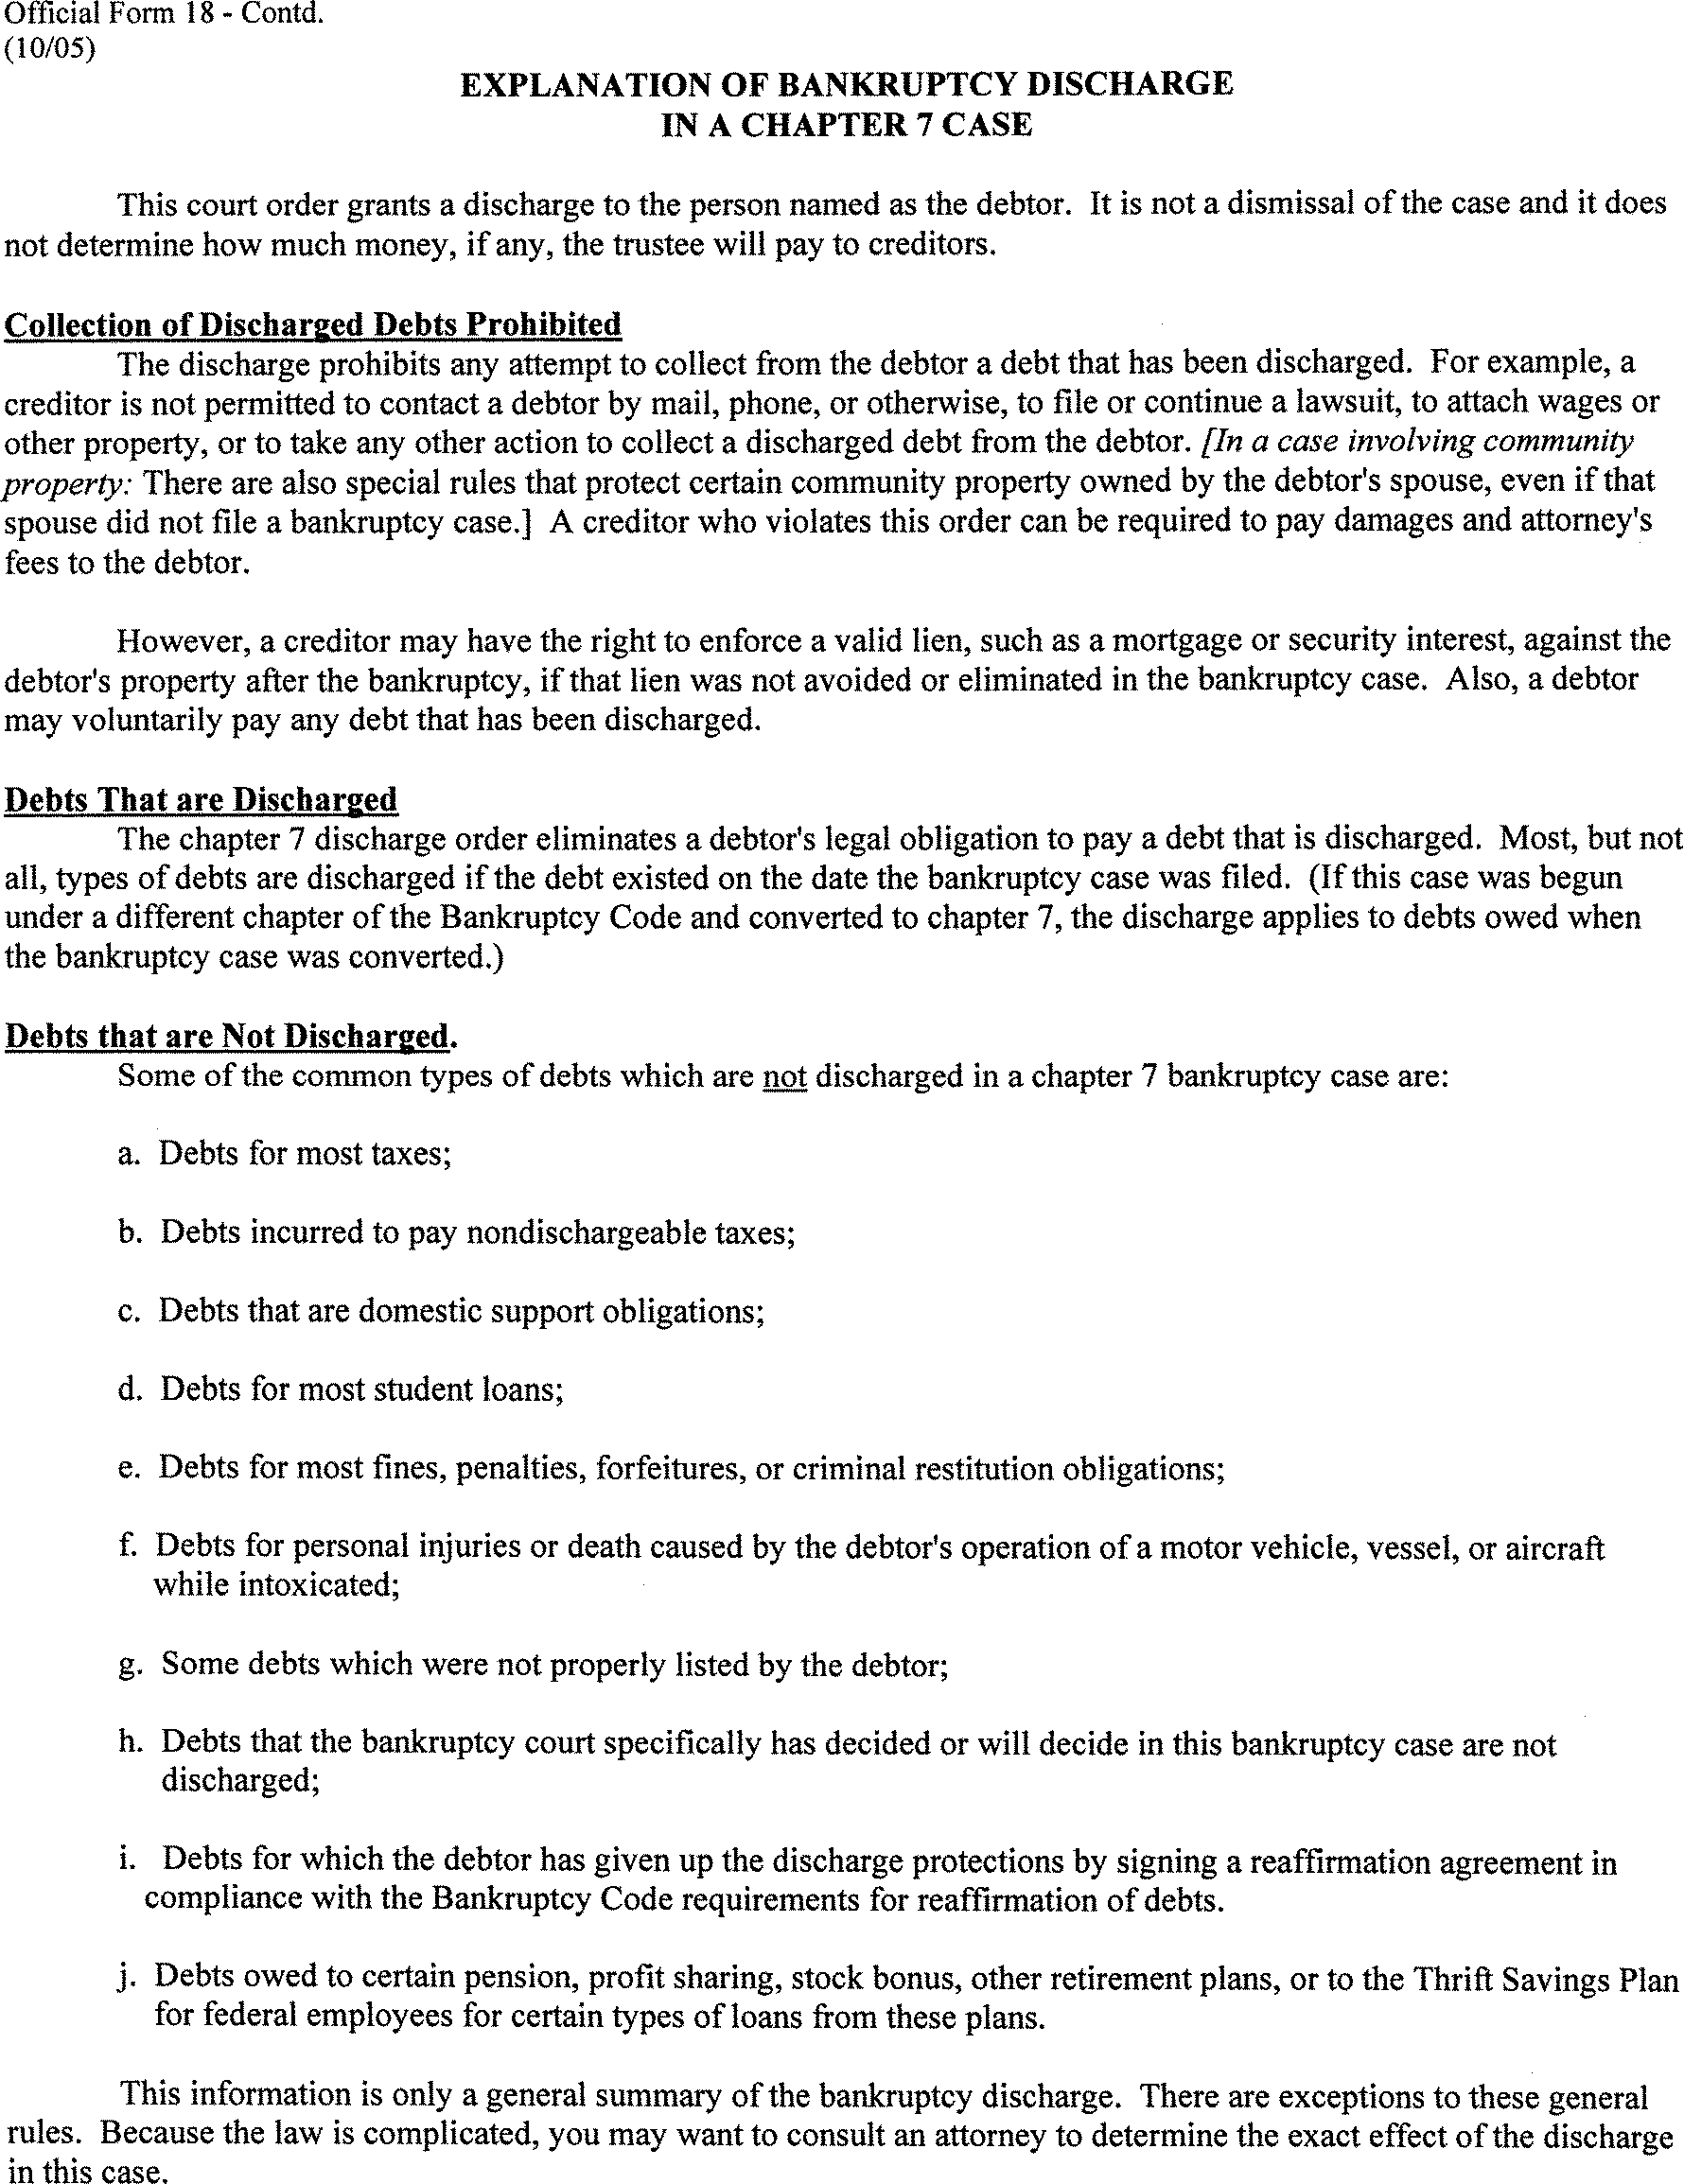 Official Form 18 - Contd.
(10/05)
EXPLANATION OF BANKRUPTCY DISCHARGE
IN A CHAPTER 7 CASE
This court order grants a discharge to the person named as the debtor. It is not a dismissal of the case and it does
not determine how much money, if any, the trustee will pay to creditors.
Collection of Discharged Debts Prohibited
The discharge prohibits any attempt to collect from the debtor a debt that has been discharged. For example, a
creditor is not permitted to contact a debtor by mail, phone, or otherwise, to file or continue a lawsuit, to attach wages or
other property, or to take any other action to collect a discharged debt from the debtor. [In a case involving community
property: There are also special rules that protect certain community property owned by the debtor's spouse, even if that
spouse did not file a bankruptcy case.] A creditor who violates this order can be required to pay damages and attorney's
fees to the debtor.
However, a creditor may have the right to enforce a valid lien, such as a mortgage or security interest, against the
debtor's property after the bankruptcy, if that lien was not avoided or eliminated in the bankruptcy case. Also, a debtor
may voluntarily pay any debt that has been discharged.
Debts That are Discharged
The chapter 7 discharge order eliminates a debtor's legal obligation to pay a debt that is discharged. Most, but not
all, types of debts are discharged if the debt existed on the date the bankruptcy case was filed. (If this case was begun
under a different chapter of the Bankruptcy Code and converted to chapter 7, the discharge applies to debts owed when
the bankruptcy case was converted.)
Debts that are Not Discharged.
Some of the common types of debts which are not discharged in a chapter 7 bankruptcy case are:
a. Debts for most taxes;
b. Debts incurred to pay nondischargeable taxes;
c. Debts that are domestic support obligations;
d. Debts for most student loans;
e. Debts for most fines, penalties, forfeitures, or criminal restitution obligations;
f. Debts for personal injuries or death caused by the debtor's operation of a motor vehicle, vessel, or aircraft
while intoxicated;
g. Some debts which were not properly listed by the debtor;
h. Debts that the bankruptcy court specifically has decided or will decide in this bankruptcy case are not
discharged;
i. Debts for which the debtor has given up the discharge protections by signing a reaffirmation agreement in
compliance with the Bankruptcy Code requirements for reaffirmation of debts.
j. Debts owed to certain pension, profit sharing, stock bonus, other retirement plans, or to the Thrift Savings Plan
for federal employees for certain types of loans from these plans.
This information is only a general summary of the bankruptcy discharge. There are exceptions to these general
rules. Because the law is complicated, you may want to consult an attorney to determine the exact effect of the discharge
in this case.